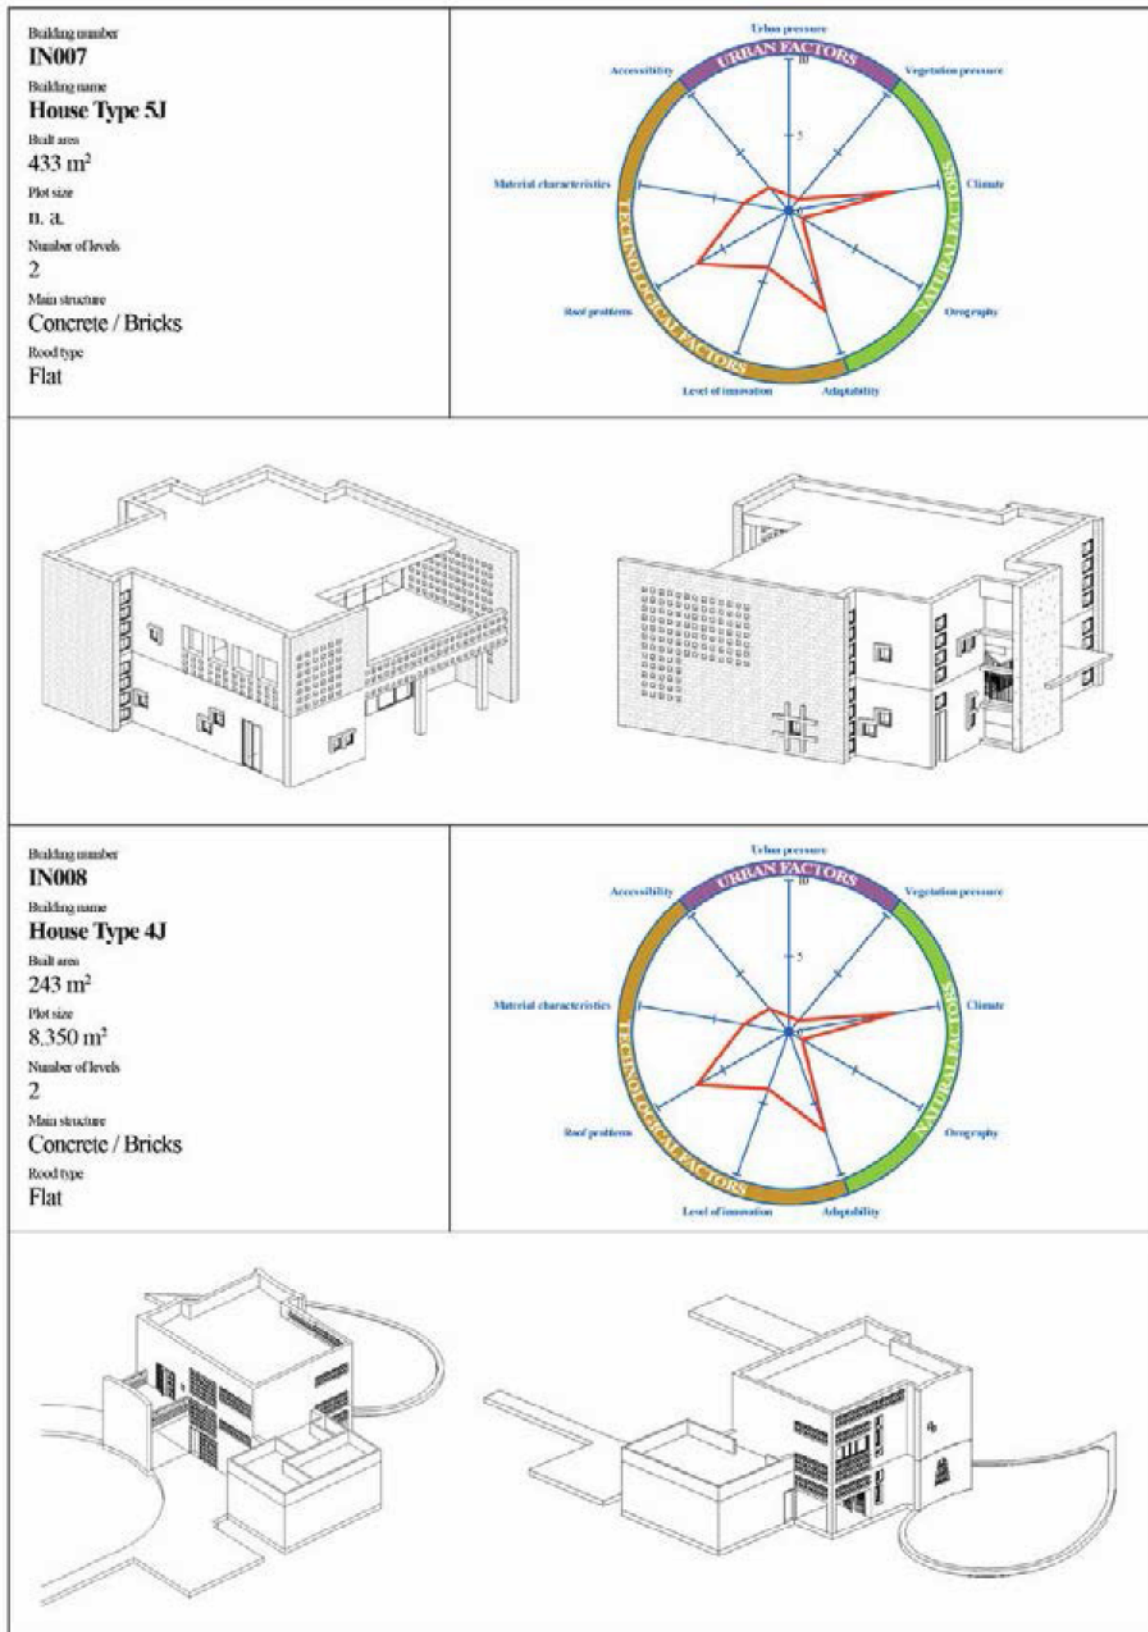 Building number
IN007
Building name
House Type 5J
Built area
433 m²
Plot size
n. a.
Number of levels
2
Main structure
Concrete / Bricks
Rood type
Flat
Urban pressure
URBAN FACTORS
10
Accessibility
Vegetation pressure
5
Material characteristics
Climate
0
NATURAL FACTORS
TECHNOLOGICAL FACTORS
Roof problems
Orography
Level of innovation
Adaptability
Building number
IN008
Building name
House Type 4J
Built area
243 m²
Plot size
8.350 m²
Number of levels
2
Main structure
Concrete / Bricks
Rood type
Flat
Urban pressure
URBAN FACTORS
10
Accessibility
Vegetation pressure
5
Material characteristics
Climate
0
NATURAL FACTORS
TECHNOLOGICAL FACTORS
Roof problems
Orography
Level of innovation
Adaptability